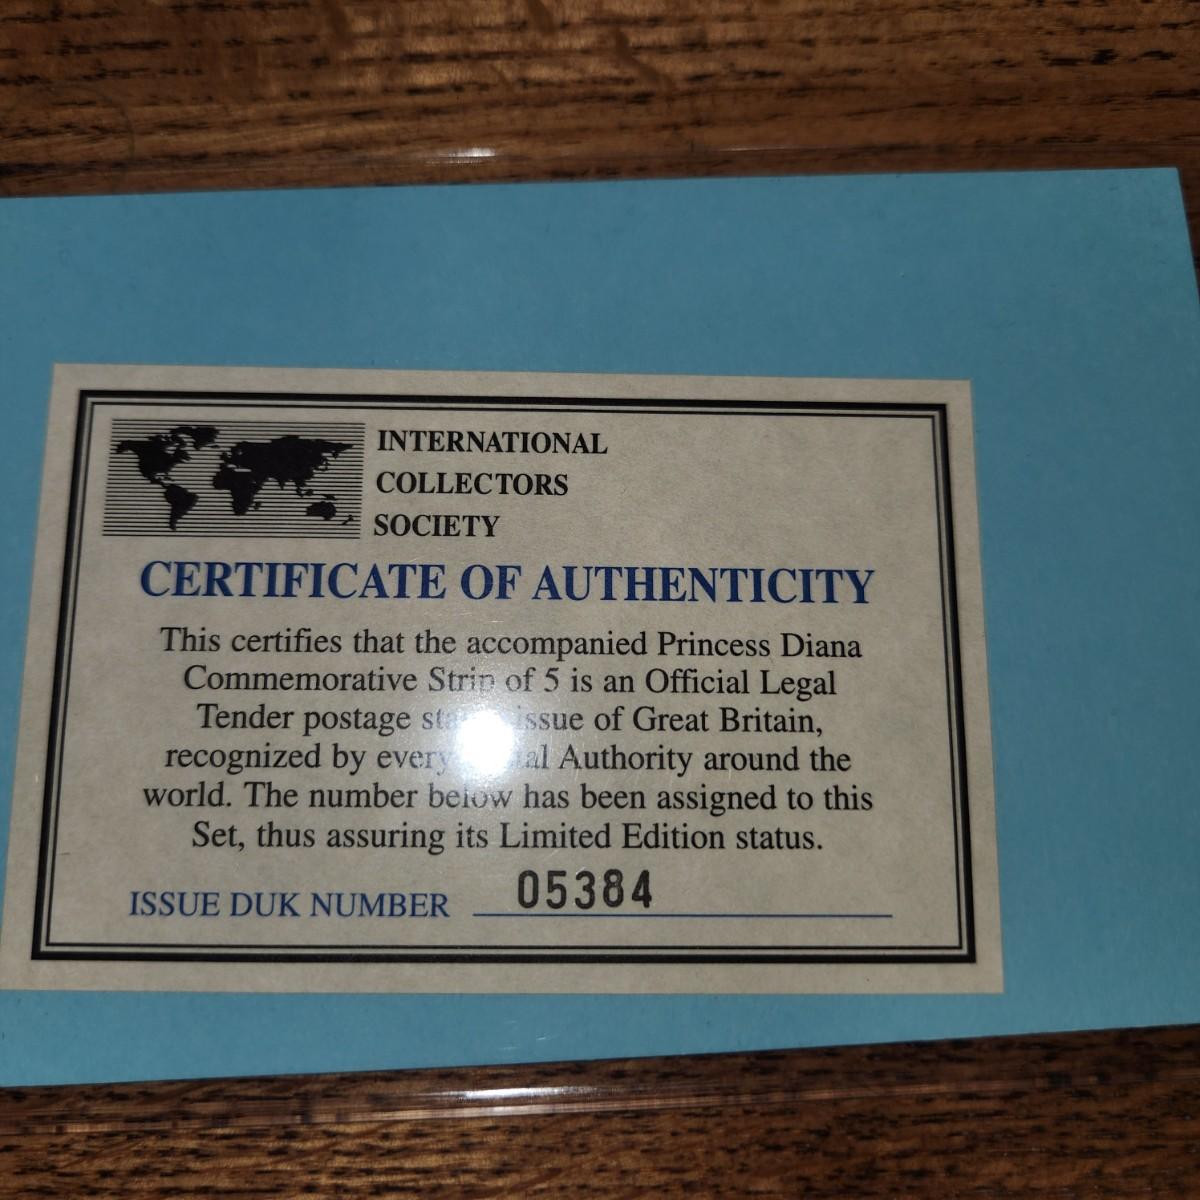 INTERNATIONAL
COLLECTORS
SOCIETY
CERTIFICATE OF AUTHENTICITY
This certifies that the accompanied Princess Diana
Commemorative Strip of 5 is an Official Legal
Tender postage issue of Great Britain,
recognized by every Authority around the
world. The number below has been assigned to this
Set, thus assuring its Limited Edition status.
ISSUE DUK NUMBER 05384